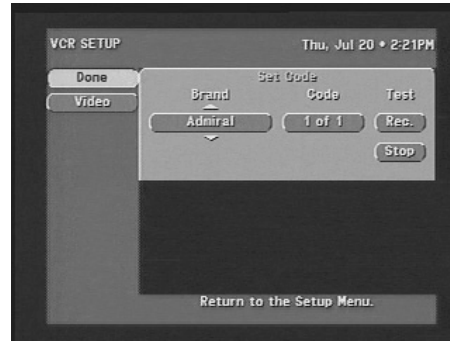 VCR SETUP Thu, Jul 20 • 2:21PM
Done
Video
Set Code
Brand Code Test
Admiral 1 of 1 Rec.
Stop
Return to the Setup Menu.